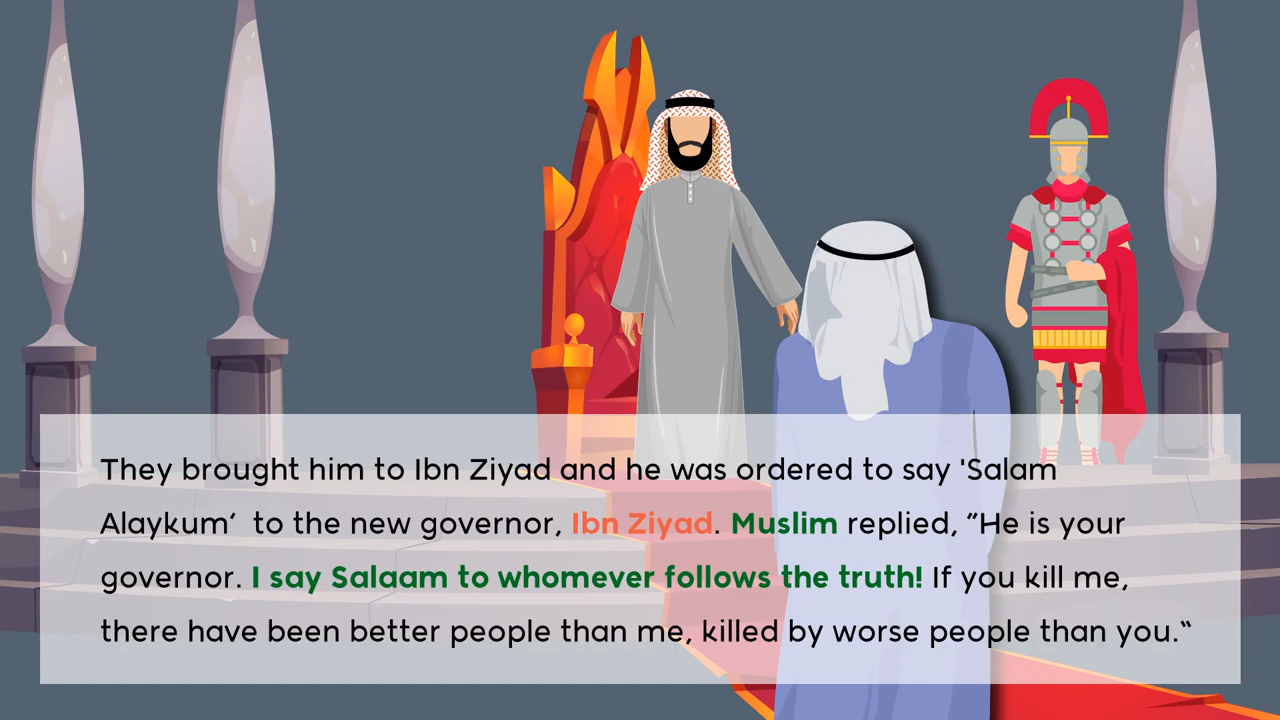 They brought him to Ibn Ziyad and he was ordered to say 'Salam
Alaykum’ to the new governor, Ibn Ziyad. Muslim replied, “He is your
governor. I say Salaam to whomever follows the truth! If you kill me,
there have been better people than me, killed by worse people than you.“